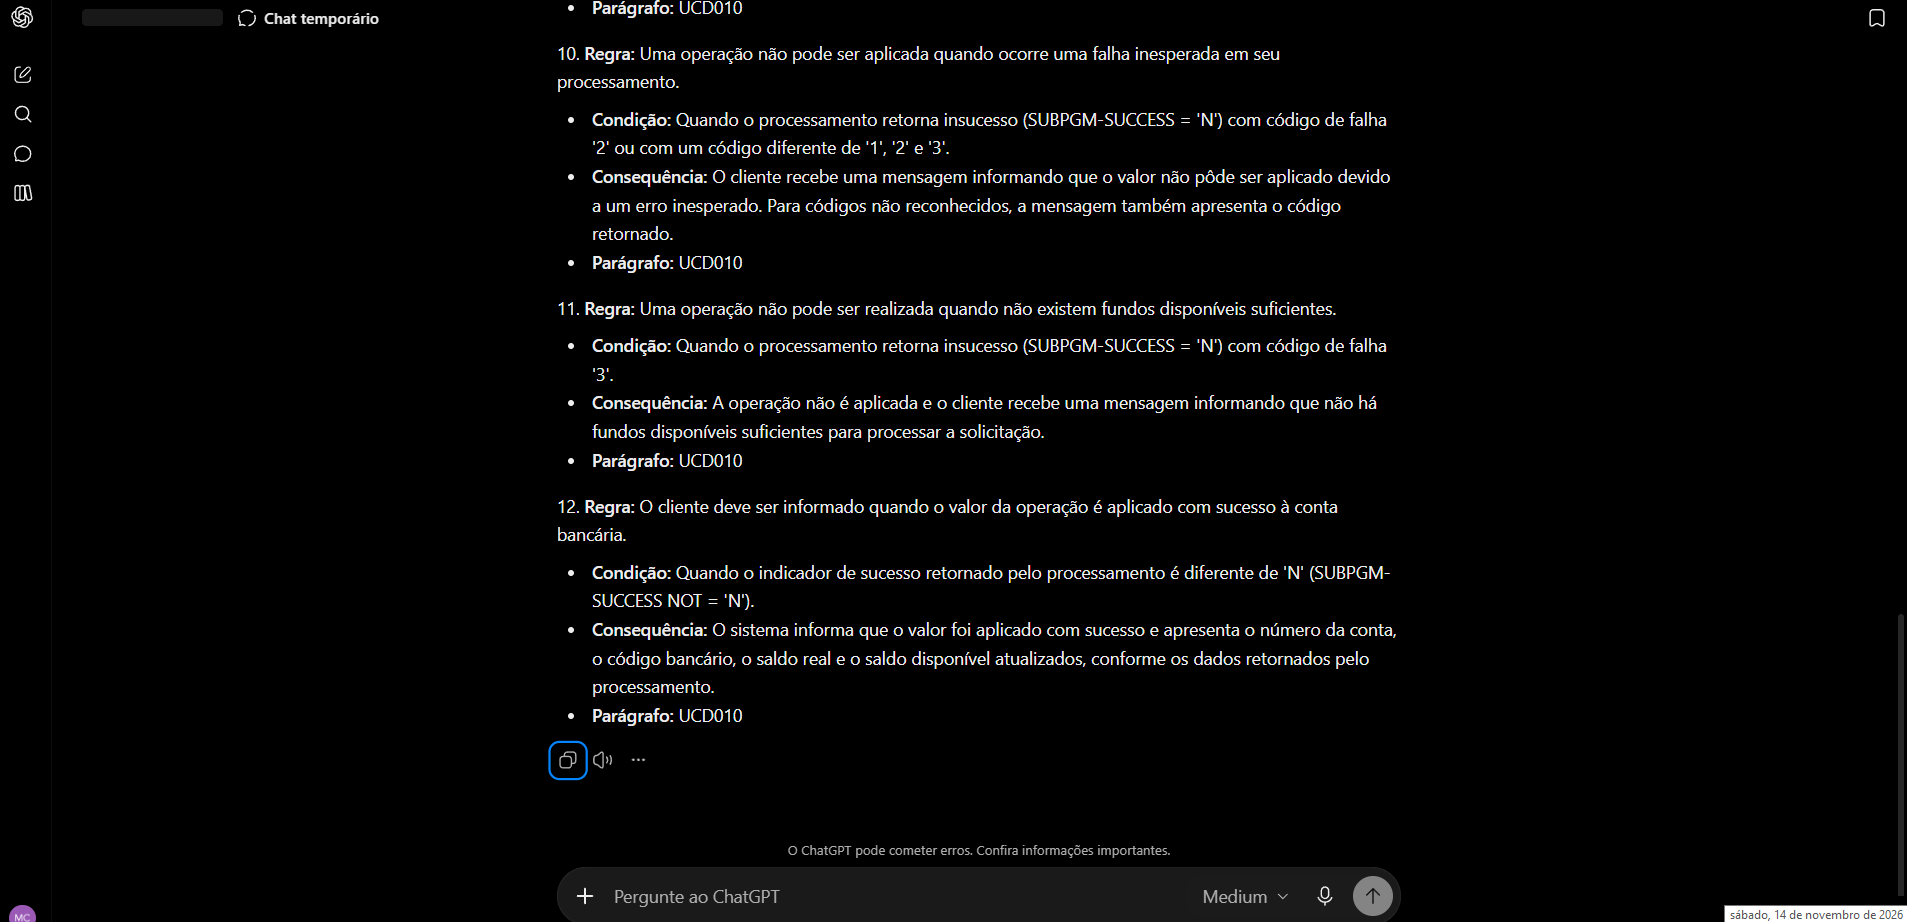 Chat temporário
Parágrafo: UCD010
10. Regra: Uma operação não pode ser aplicada quando ocorre uma falha inesperada em seu
processamento.
Condição: Quando o processamento retorna insucesso (SUBPGM-SUCCESS = 'N') com código de falha
'2' ou com um código diferente de '1', '2' e '3'.
Consequência: O cliente recebe uma mensagem informando que o valor não pôde ser aplicado devido
a um erro inesperado. Para códigos não reconhecidos, a mensagem também apresenta o código
retornado.
Parágrafo: UCD010
11. Regra: Uma operação não pode ser realizada quando não existem fundos disponíveis suficientes.
Condição: Quando o processamento retorna insucesso (SUBPGM-SUCCESS = 'N') com código de falha
'3'.
Consequência: A operação não é aplicada e o cliente recebe uma mensagem informando que não há
fundos disponíveis suficientes para processar a solicitação.
Parágrafo: UCD010
12. Regra: O cliente deve ser informado quando o valor da operação é aplicado com sucesso à conta
bancária.
Condição: Quando o indicador de sucesso retornado pelo processamento é diferente de 'N' (SUBPGM-
SUCCESS NOT = 'N').
Consequência: O sistema informa que o valor foi aplicado com sucesso e apresenta o número da conta,
o código bancário, o saldo real e o saldo disponível atualizados, conforme os dados retornados pelo
processamento.
Parágrafo: UCD010
O ChatGPT pode cometer erros. Confira informações importantes.
Pergunte ao ChatGPT
Medium
MC
sábado, 14 de novembro de 2026